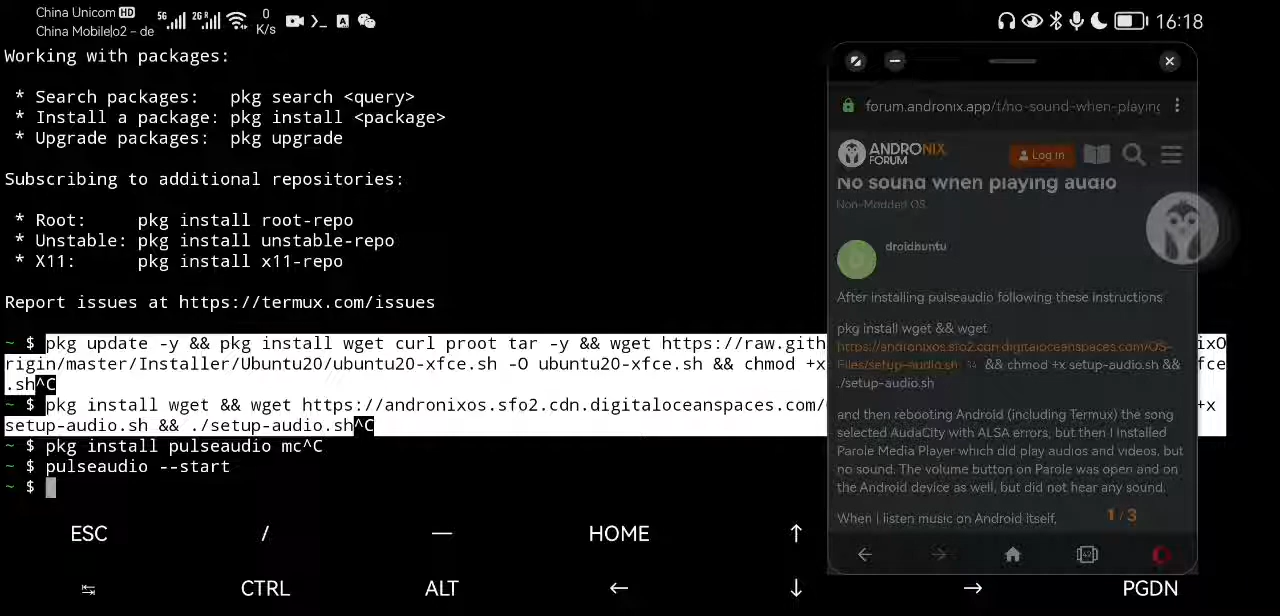 China Unicom HD
China Mobile|o2 – de
5G
2G R
0
K/s
16:18
Working with packages:
* Search packages: pkg search <query>
* Install a package: pkg install <package>
* Upgrade packages: pkg upgrade
Subscribing to additional repositories:
* Root: pkg install root-repo
* Unstable: pkg install unstable-repo
* X11: pkg install x11-repo
Report issues at https://termux.com/issues
~ $ pkg update -y && pkg install wget curl proot tar -y && wget https://raw.gith ixO
rigin/master/Installer/Ubuntu20/ubuntu20-xfce.sh -O ubuntu20-xfce.sh && chmod +x fce
.sh^C
~ $ pkg install wget && wget https://andronixos.sfo2.cdn.digitaloceanspaces.com/ +x
setup-audio.sh && ./setup-audio.sh^C
~ $ pkg install pulseaudio mc^C
~ $ pulseaudio --start
~ $
ESC / — HOME ↑
↹ CTRL ALT ← ↓ → PGDN
forum.andronix.app/t/no-sound-when-playing
ANDRONIX
FORUM
Log In
No sound when playing audio
Non-Modded OS
droidbuntu
After installing pulseaudio following these instructions
pkg install wget && wget
https://andronixos.sfo2.cdn.digitaloceanspaces.com/OS-
Files/setup-audio.sh 34 && chmod +x setup-audio.sh &&
./setup-audio.sh
and then rebooting Android (including Termux) the song
selected AudaCity with ALSA errors, but then I Installed
Parole Media Player which did play audios and videos, but
no sound. The volume button on Parole was open and on
the Android device as well, but did not hear any sound.
When I listen music on Android itself,
1 / 3
42